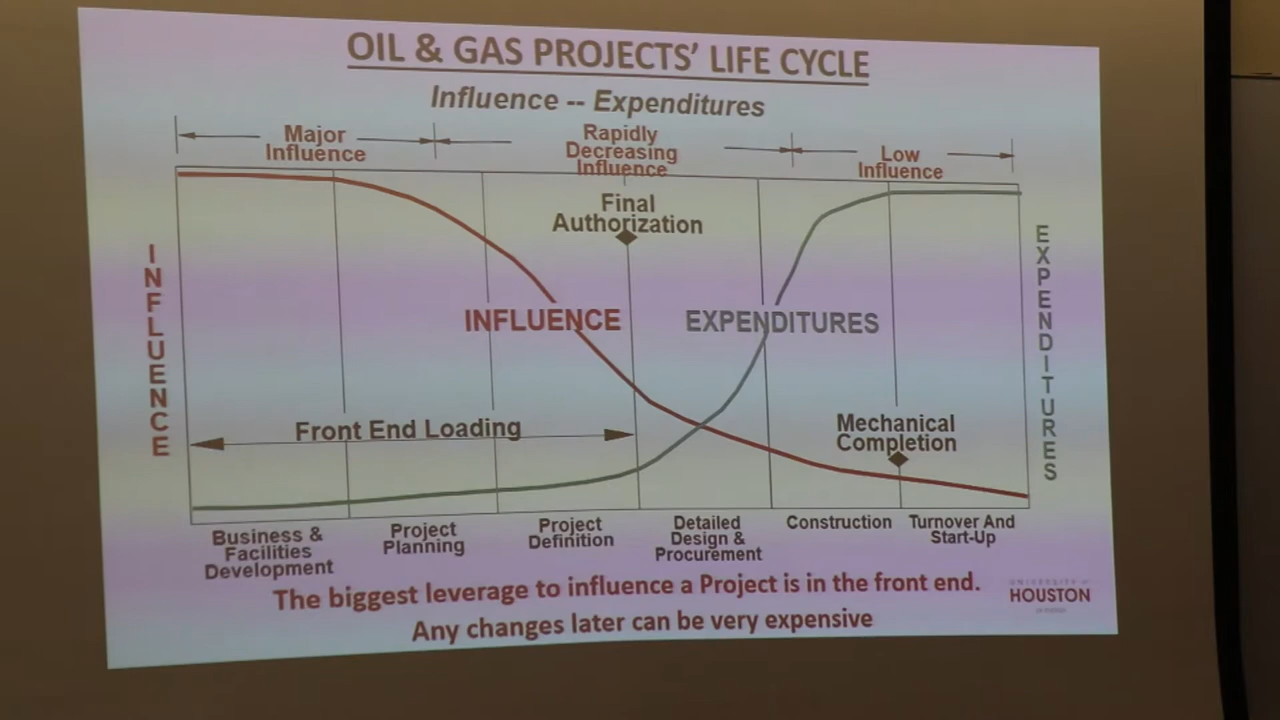 OIL & GAS PROJECTS' LIFE CYCLE
Influence -- Expenditures
Major
Influence
Rapidly
Decreasing
Influence
Low
Influence
Final
Authorization
INFLUENCE
EXPENDITURES
INFLUENCE
EXPENDITURES
Front End Loading
Mechanical
Completion
Business &
Facilities
Development
Project
Planning
Project
Definition
Detailed
Design &
Procurement
Construction
Turnover And
Start-Up
The biggest leverage to influence a Project is in the front end.
Any changes later can be very expensive
UNIVERSITY of
HOUSTON